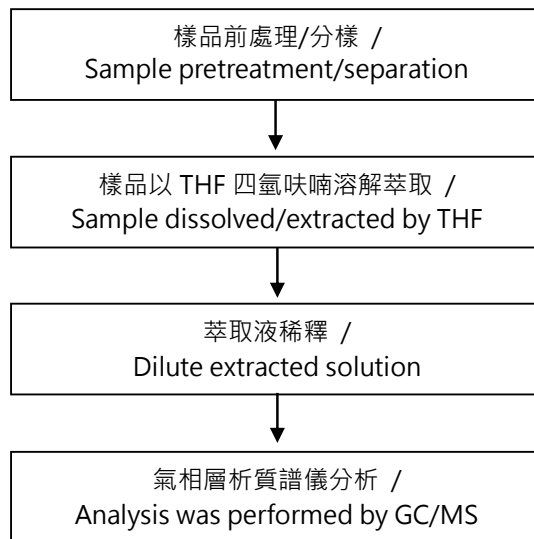 樣品前處理/分樣 /
Sample pretreatment/separation
樣品以 THF 四氫呋喃溶解萃取 /
Sample dissolved/extracted by THF
萃取液稀釋 /
Dilute extracted solution
氣相層析質譜儀分析 /
Analysis was performed by GC/MS